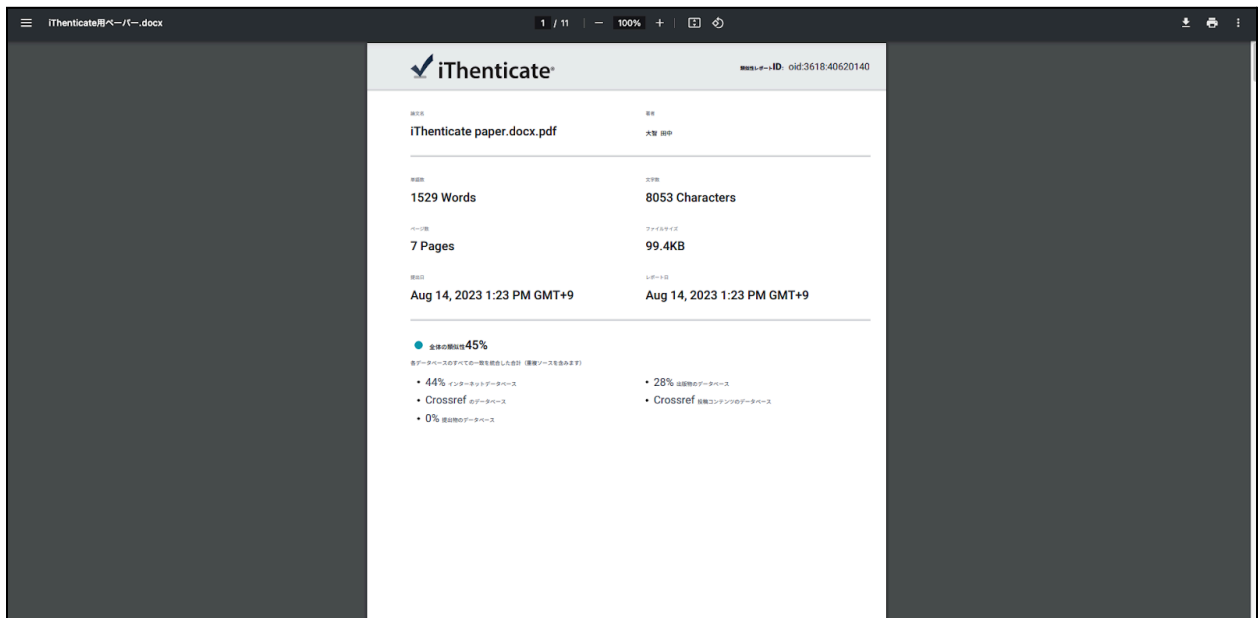 iThenticate用ペーパー.docx
1 / 11
100%
iThenticate
類似性レポートID: oid:3618:40620140
論文名
著者
iThenticate paper.docx.pdf
大智 田中
単語数
文字数
1529 Words
8053 Characters
ページ数
ファイルサイズ
7 Pages
99.4KB
提出日
レポート日
Aug 14, 2023 1:23 PM GMT+9
Aug 14, 2023 1:23 PM GMT+9
全体の類似性45%
各データベースのすべての一致を統合した合計（重複ソースを含みます）
• 44% インターネットデータベース
• 28% 出版物のデータベース
• Crossref のデータベース
• Crossref 投稿コンテンツのデータベース
• 0% 提出物のデータベース